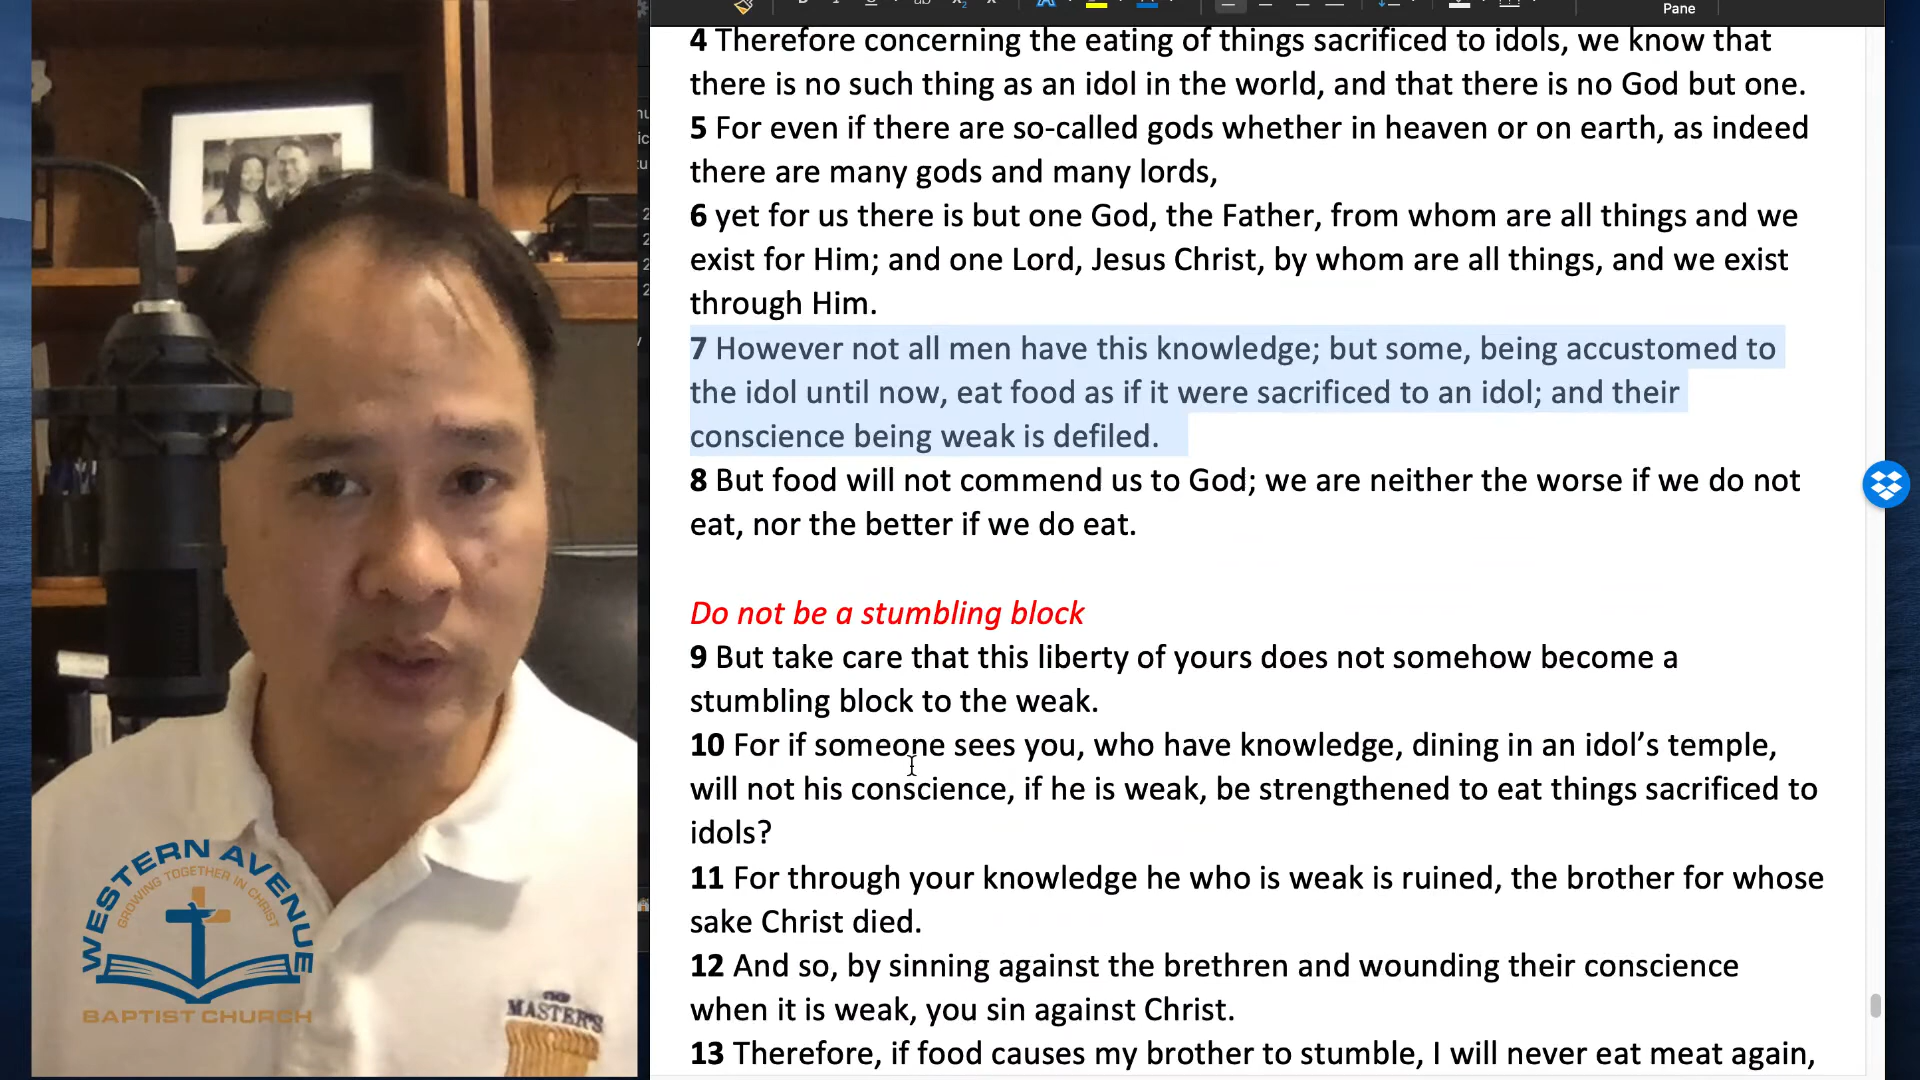 Pane
4 Therefore concerning the eating of things sacrificed to idols, we know that
there is no such thing as an idol in the world, and that there is no God but one.
5 For even if there are so-called gods whether in heaven or on earth, as indeed
there are many gods and many lords,
6 yet for us there is but one God, the Father, from whom are all things and we
exist for Him; and one Lord, Jesus Christ, by whom are all things, and we exist
through Him.
7 However not all men have this knowledge; but some, being accustomed to
the idol until now, eat food as if it were sacrificed to an idol; and their
conscience being weak is defiled.
8 But food will not commend us to God; we are neither the worse if we do not
eat, nor the better if we do eat.
Do not be a stumbling block
9 But take care that this liberty of yours does not somehow become a
stumbling block to the weak.
10 For if someone sees you, who have knowledge, dining in an idol’s temple,
will not his conscience, if he is weak, be strengthened to eat things sacrificed to
idols?
11 For through your knowledge he who is weak is ruined, the brother for whose
sake Christ died.
12 And so, by sinning against the brethren and wounding their conscience
when it is weak, you sin against Christ.
13 Therefore, if food causes my brother to stumble, I will never eat meat again,
WESTERN AVENUE
GROWING TOGETHER IN CHRIST
BAPTIST CHURCH
THE
MASTER'S